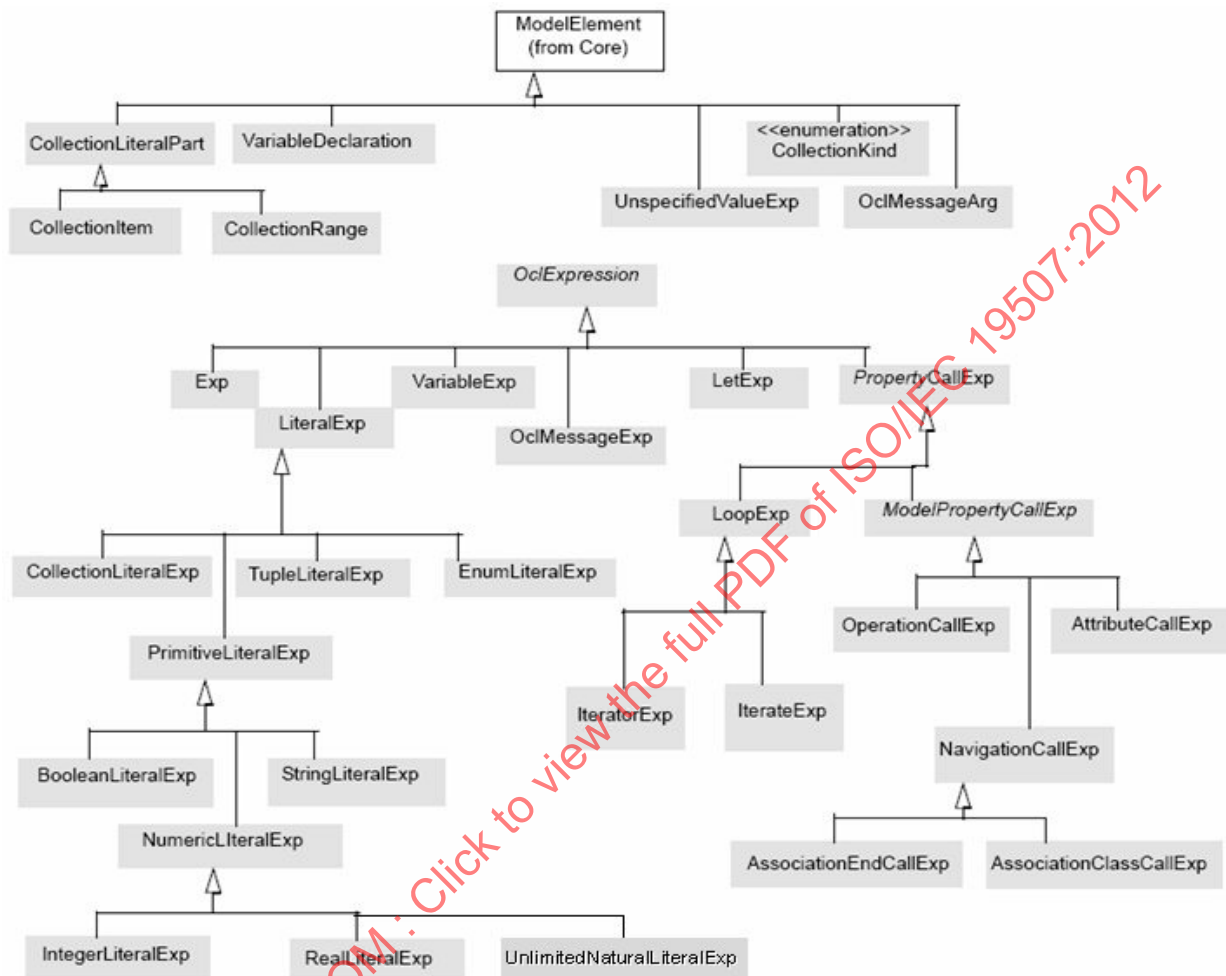 ModelElement
(from Core)
CollectionLiteralPart
VariableDeclaration
<<enumeration>>
CollectionKind
UnspecifiedValueExp
OclMessageArg
CollectionItem
CollectionRange
OclExpression
Exp
LiteralExp
VariableExp
OclMessageExp
LetExp
PropertyCallExp
LoopExp
ModelPropertyCallExp
CollectionLiteralExp
TupleLiteralExp
EnumLiteralExp
OperationCallExp
AttributeCallExp
PrimitiveLiteralExp
IteratorExp
IterateExp
NavigationCallExp
BooleanLiteralExp
StringLiteralExp
NumericLIteralExp
AssociationEndCallExp
AssociationClassCallExp
IntegerLiteralExp
RealLiteralExp
UnlimitedNaturalLiteralExp
OM : Click to view the full PDF of ISO/IEC 19507:2012